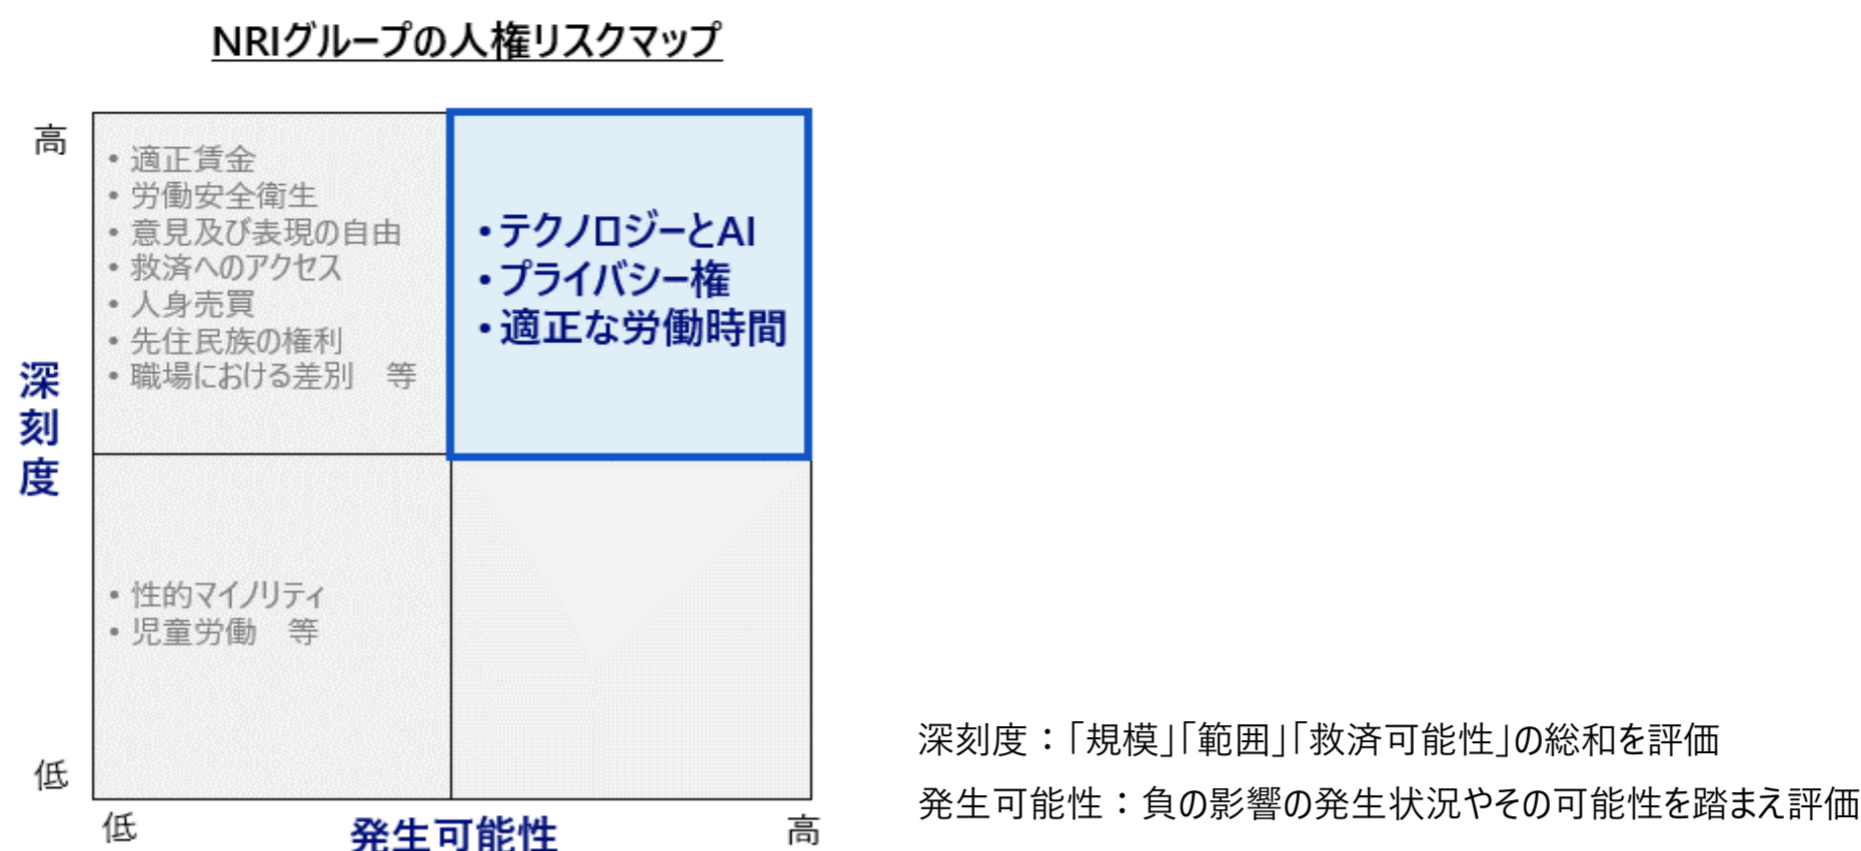 NRIグループの人権リスクマップ
高
• 適正賃金
• 労働安全衛生
• 意見及び表現の自由
• 救済へのアクセス
• 人身売買
• 先住民族の権利
• 職場における差別　等
• テクノロジーとAI
• プライバシー権
• 適正な労働時間
深刻度
• 性的マイノリティ
• 児童労働　等
低
低
発生可能性
高
深刻度：「規模」「範囲」「救済可能性」の総和を評価
発生可能性：負の影響の発生状況やその可能性を踏まえ評価